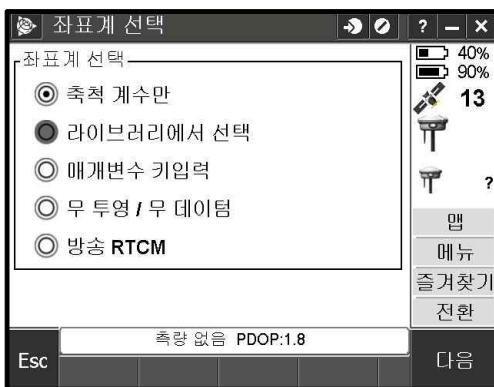 좌표계 선택
? – ×
좌표계 선택
축척 계수만
라이브러리에서 선택
매개변수 키입력
무 투영 / 무 데이텀
방송 RTCM
40%
90%
13
?
맵
메뉴
즐겨찾기
전환
측량 없음 PDOP:1.8
Esc
다음